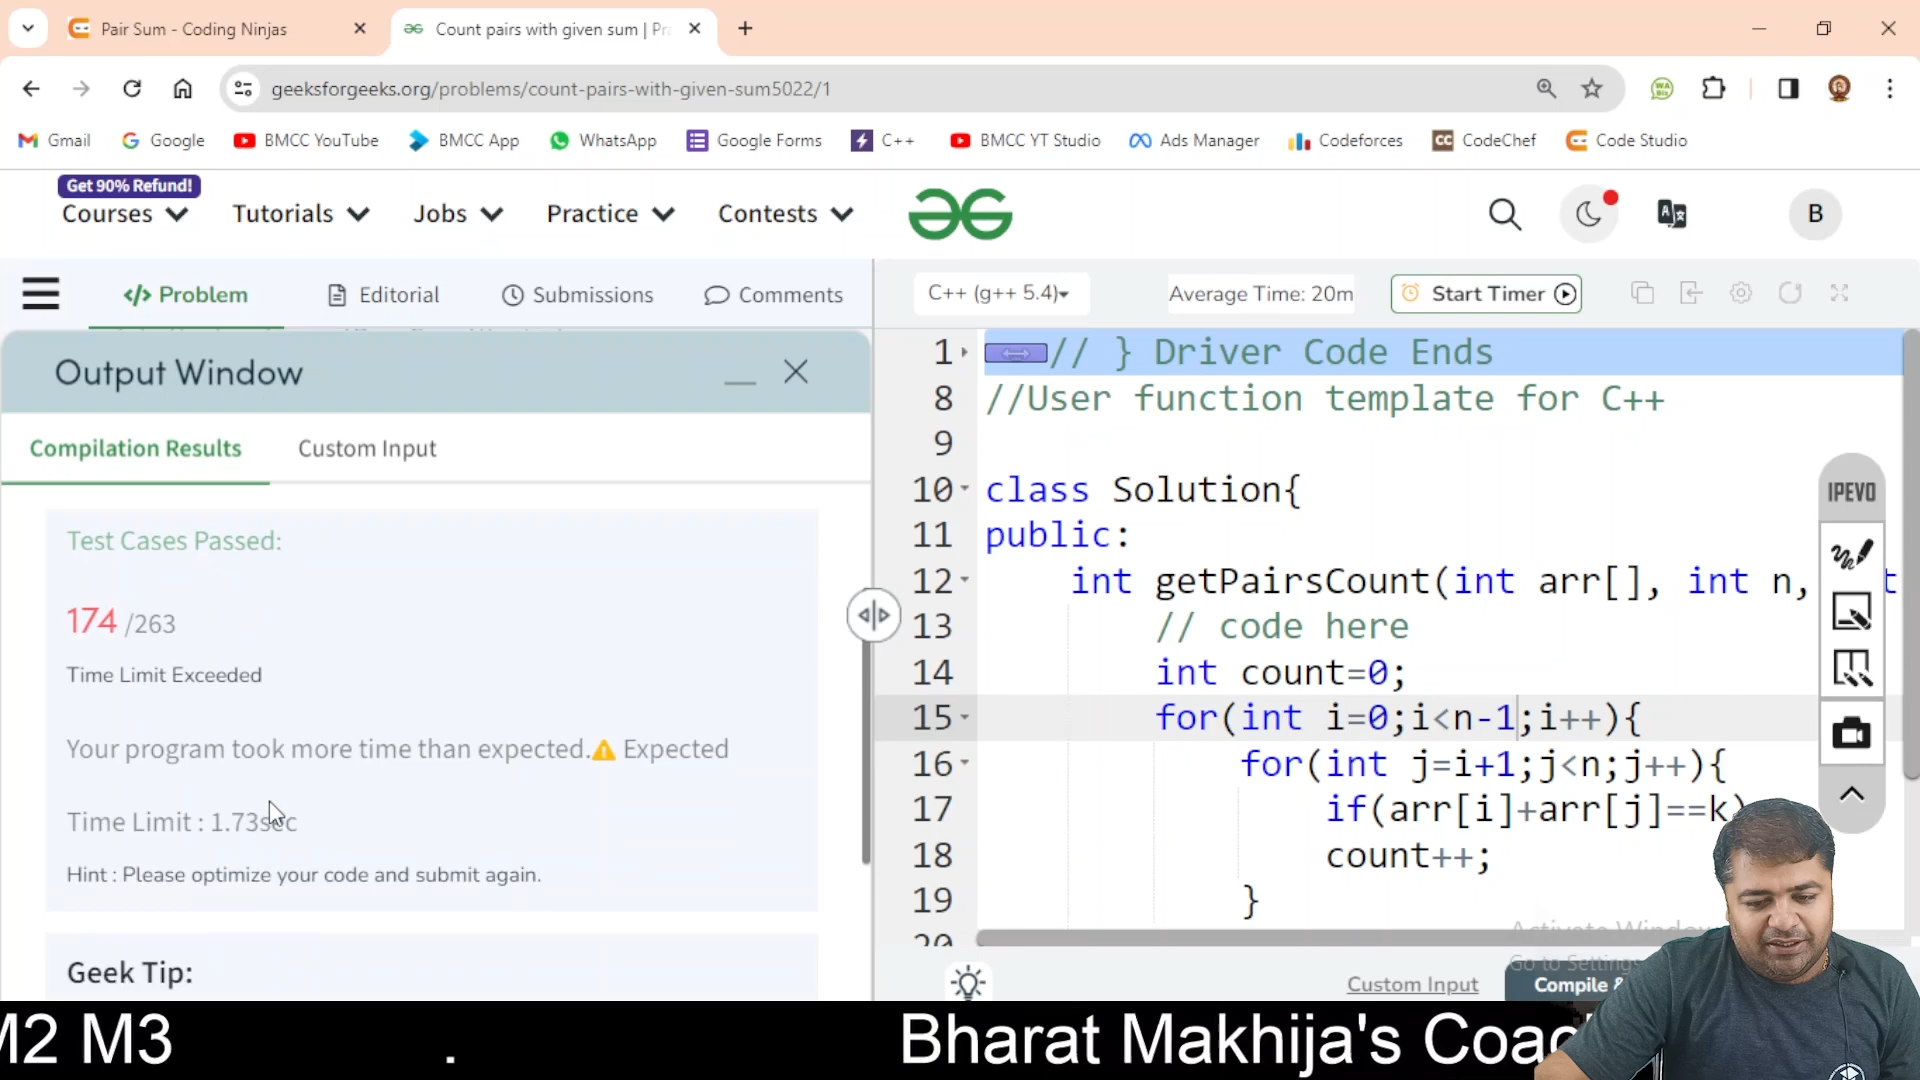 Pair Sum - Coding Ninjas
Count pairs with given sum | Pra
geeksforgeeks.org/problems/count-pairs-with-given-sum5022/1
Gmail
Google
BMCC YouTube
BMCC App
WhatsApp
Google Forms
C++
BMCC YT Studio
Ads Manager
Codeforces
CodeChef
Code Studio
Get 90% Refund!
Courses
Tutorials
Jobs
Practice
Contests
B
Problem
Editorial
Submissions
Comments
C++ (g++ 5.4)
Average Time: 20m
Start Timer
Output Window
Compilation Results
Custom Input
Test Cases Passed:
174 /263
Time Limit Exceeded
Your program took more time than expected. Expected
Time Limit : 1.73sec
Hint : Please optimize your code and submit again.
Geek Tip:
1 // } Driver Code Ends
8 //User function template for C++
9
10 class Solution{
11 public:
12 int getPairsCount(int arr[], int n,
13 // code here
14 int count=0;
15 for(int i=0;i<n-1;i++){
16 for(int j=i+1;j<n;j++){
17 if(arr[i]+arr[j]==k)
18 count++;
19 }
20
IPEVO
Activate Windows
Go to Settings
Custom Input
Compile &
M2 M3 .
Bharat Makhija's Coac